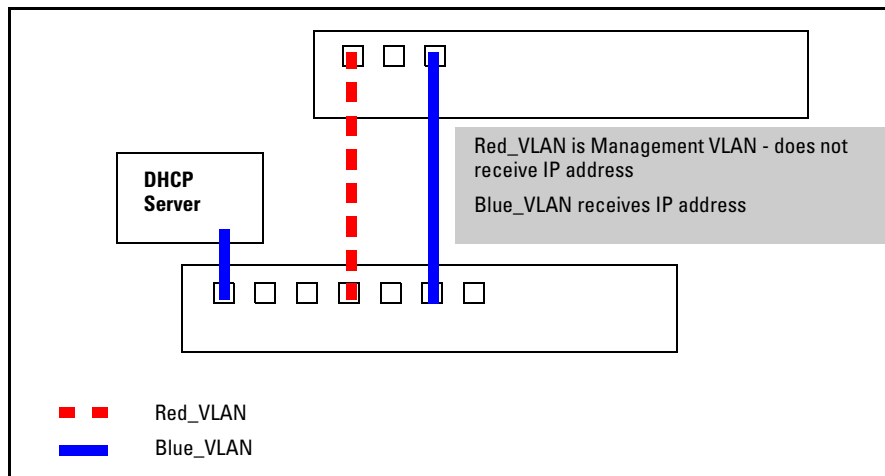 Red_VLAN is Management VLAN - does not
receive IP address
Blue_VLAN receives IP address
DHCP
Server
Red_VLAN
Blue_VLAN